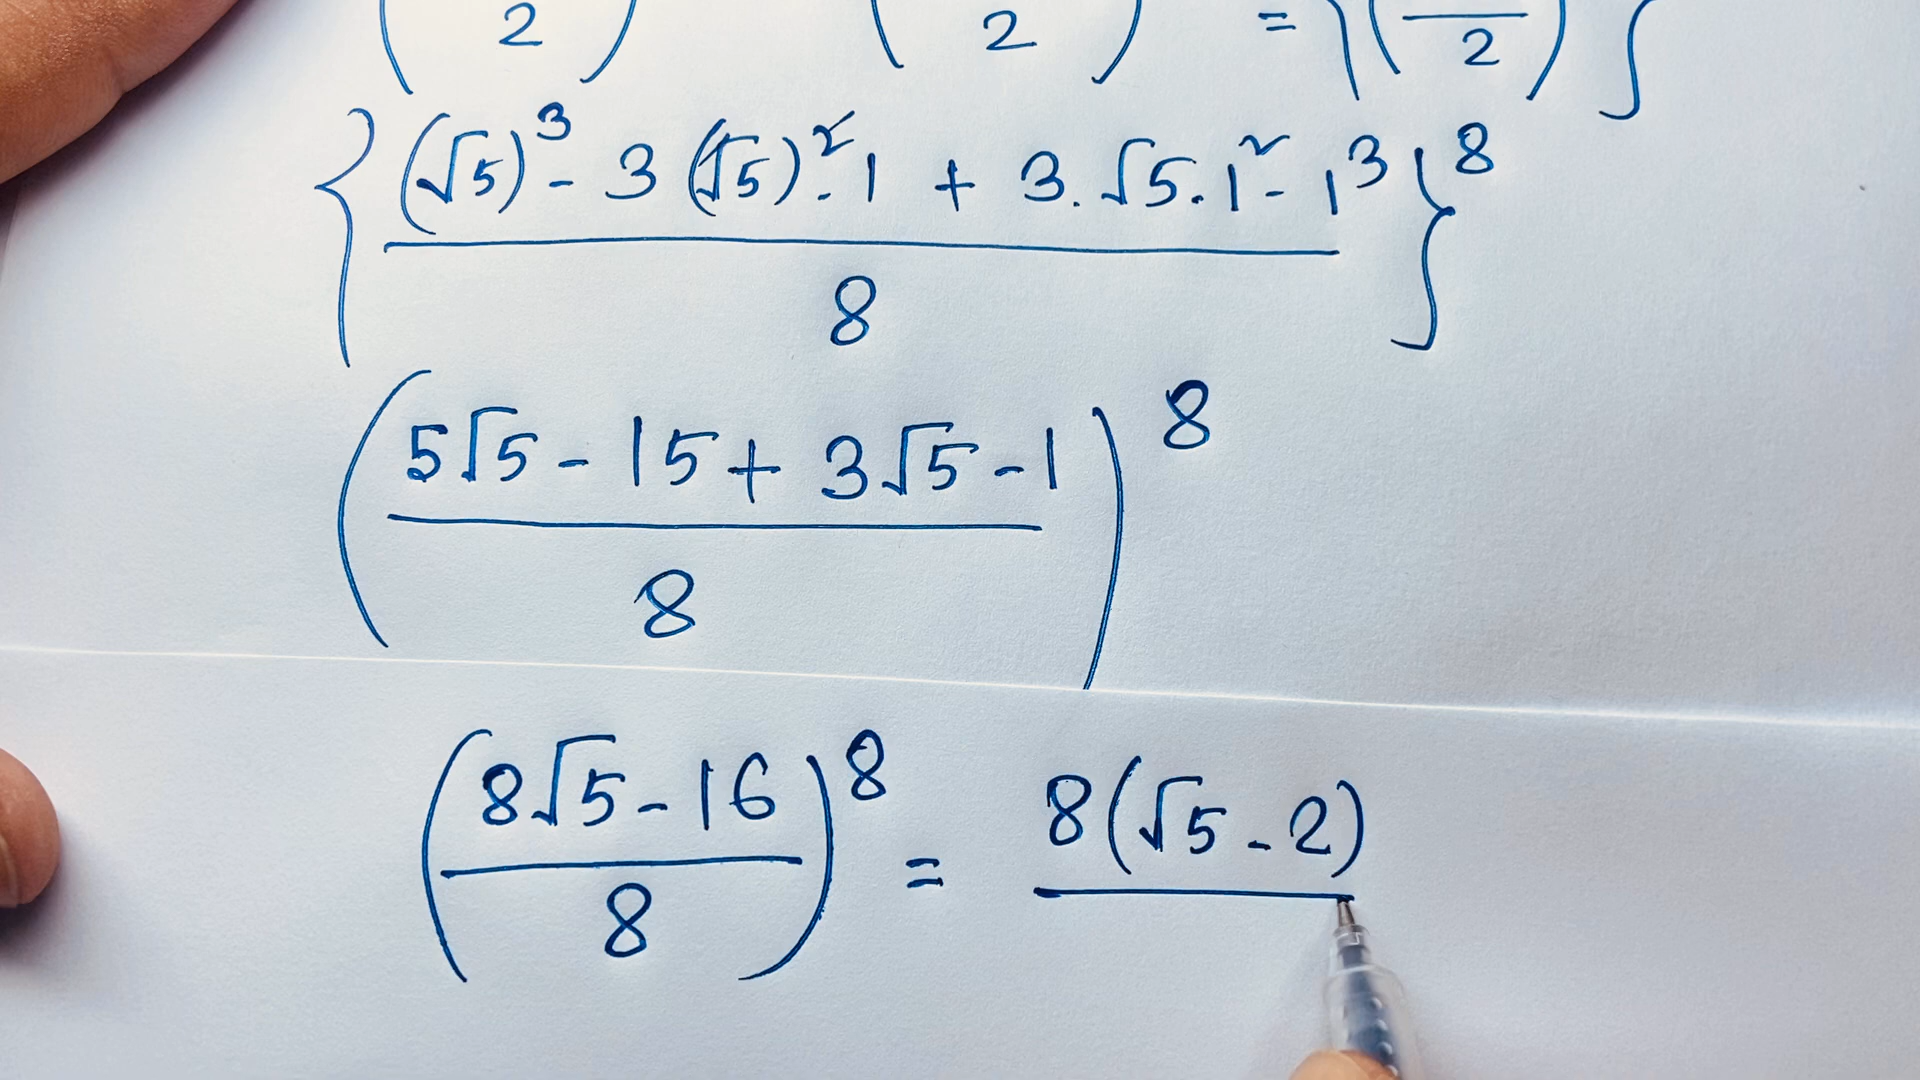 ( 2 ) ( 2 ) = {( 2 )}
{ (√5)³ - 3(√5)².1 + 3.√5.1² - 1³ / 8 }⁸
( 5√5 - 15 + 3√5 - 1 / 8 )⁸
( 8√5 - 16 / 8 )⁸ = 8(√5 - 2)